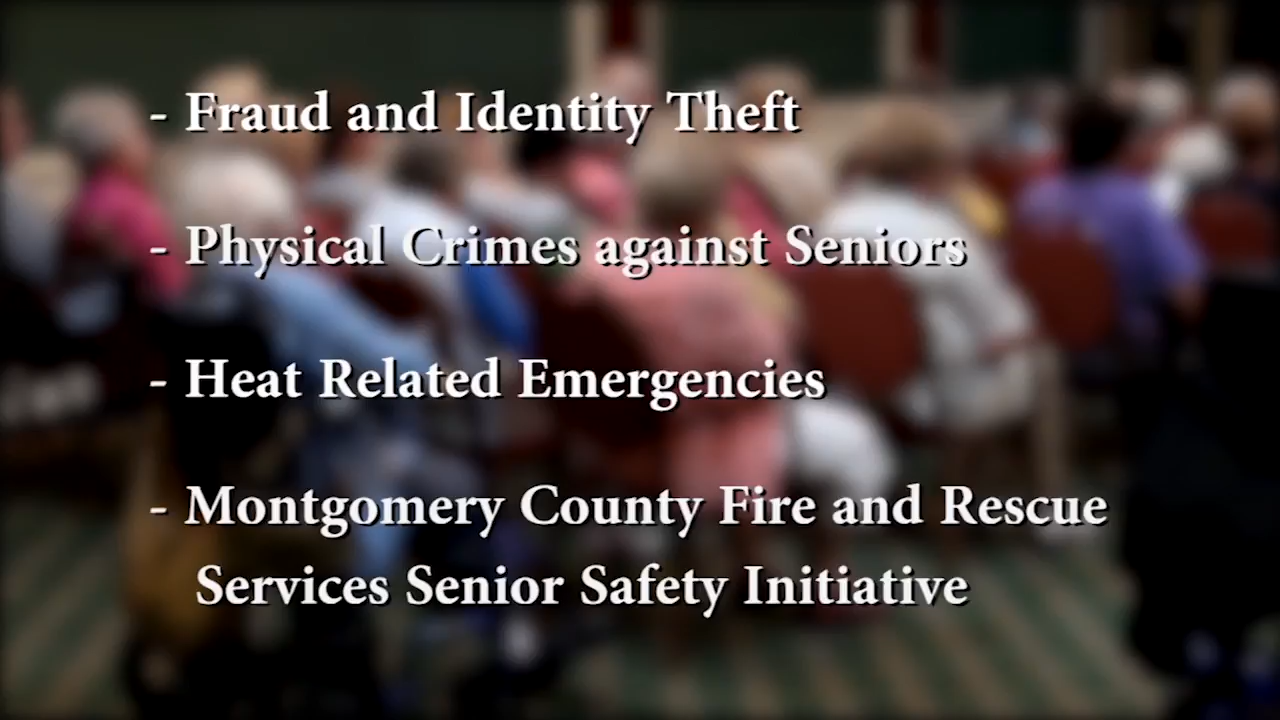 - Fraud and Identity Theft
- Physical Crimes against Seniors
- Heat Related Emergencies
- Montgomery County Fire and Rescue
Services Senior Safety Initiative